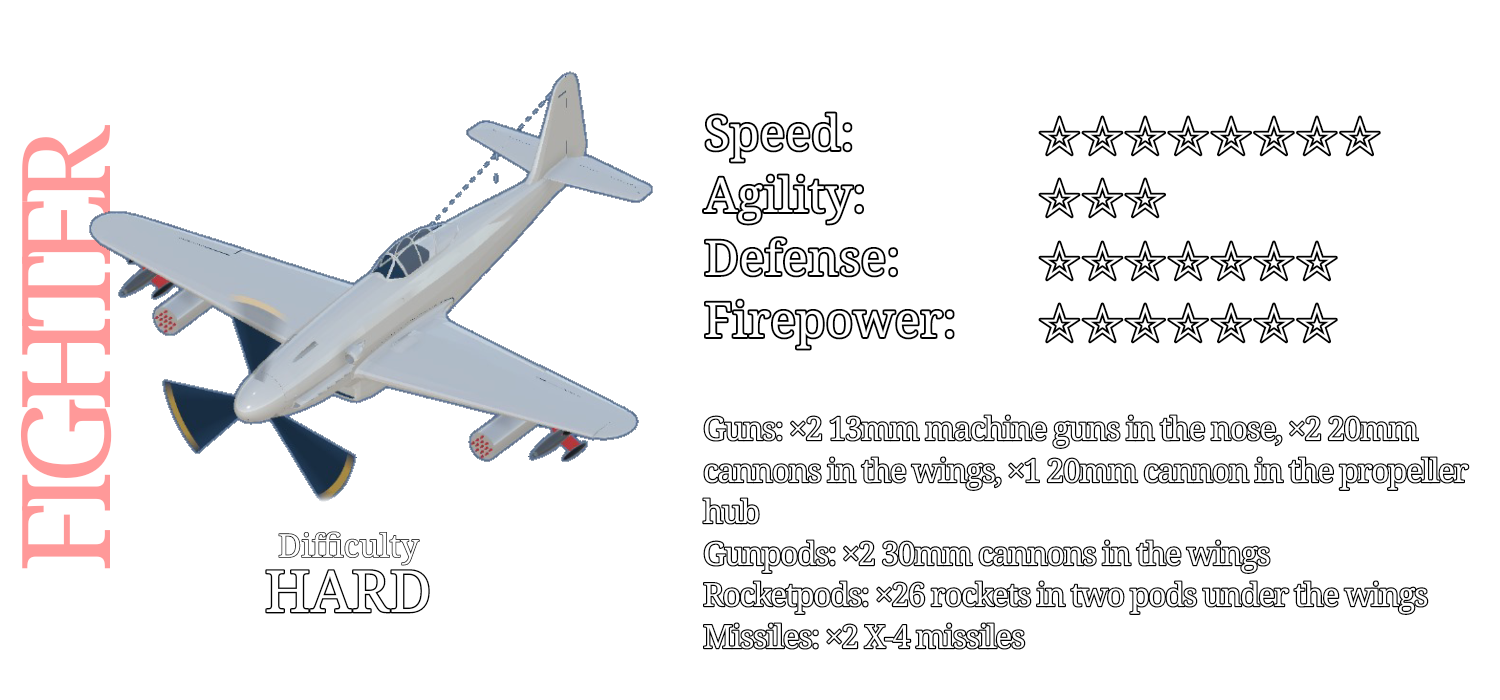 FIGHTER
Difficulty
HARD
Speed: ☆☆☆☆☆☆☆☆
Agility: ☆☆☆
Defense: ☆☆☆☆☆☆☆
Firepower: ☆☆☆☆☆☆☆
Guns: ×2 13mm machine guns in the nose, ×2 20mm
cannons in the wings, ×1 20mm cannon in the propeller
hub
Gunpods: ×2 30mm cannons in the wings
Rocketpods: ×26 rockets in two pods under the wings
Missiles: ×2 X-4 missiles